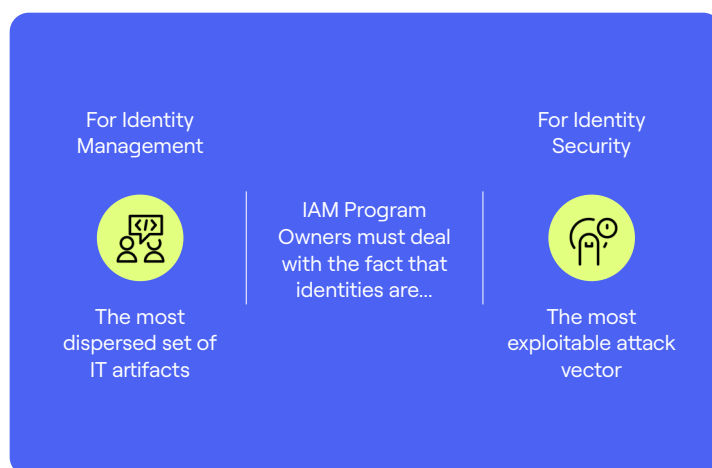 For Identity
Management
The most
dispersed set of
IT artifacts
IAM Program
Owners must deal
with the fact that
identities are...
For Identity
Security
The most
exploitable attack
vector